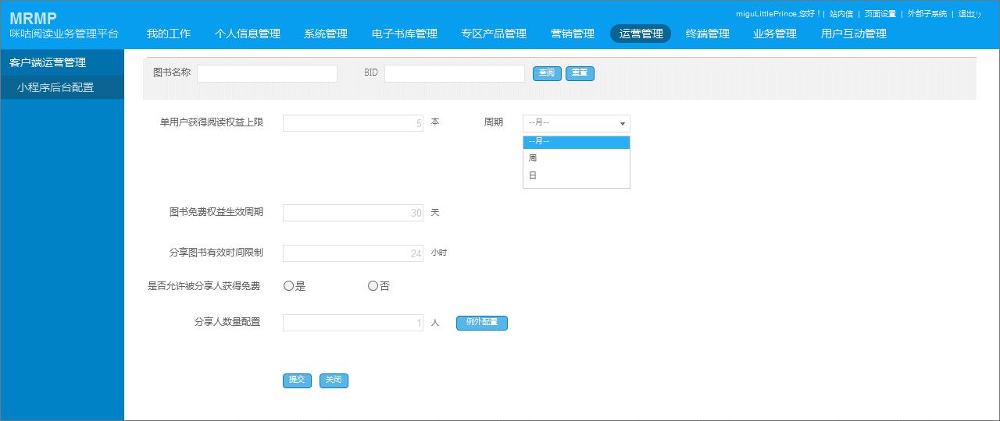 MRMP
miguLittlePrince,您好！| 站内信 | 页面设置 | 外部子系统 | 退出
咪咕阅读业务管理平台 我的工作 个人信息管理 系统管理 电子书库管理 专区产品管理 营销管理 运营管理 终端管理 业务管理 用户互动管理
客户端运营管理
小程序后台配置
图书名称 BID 查阅 重置
单用户获得阅读权益上限 5 本 周期 --月--
--月--
周
日
图书免费权益生效周期 30 天
分享图书有效时间限制 24 小时
是否允许被分享人获得免费 是 否
分享人数量配置 1 人 例外配置
提交 关闭